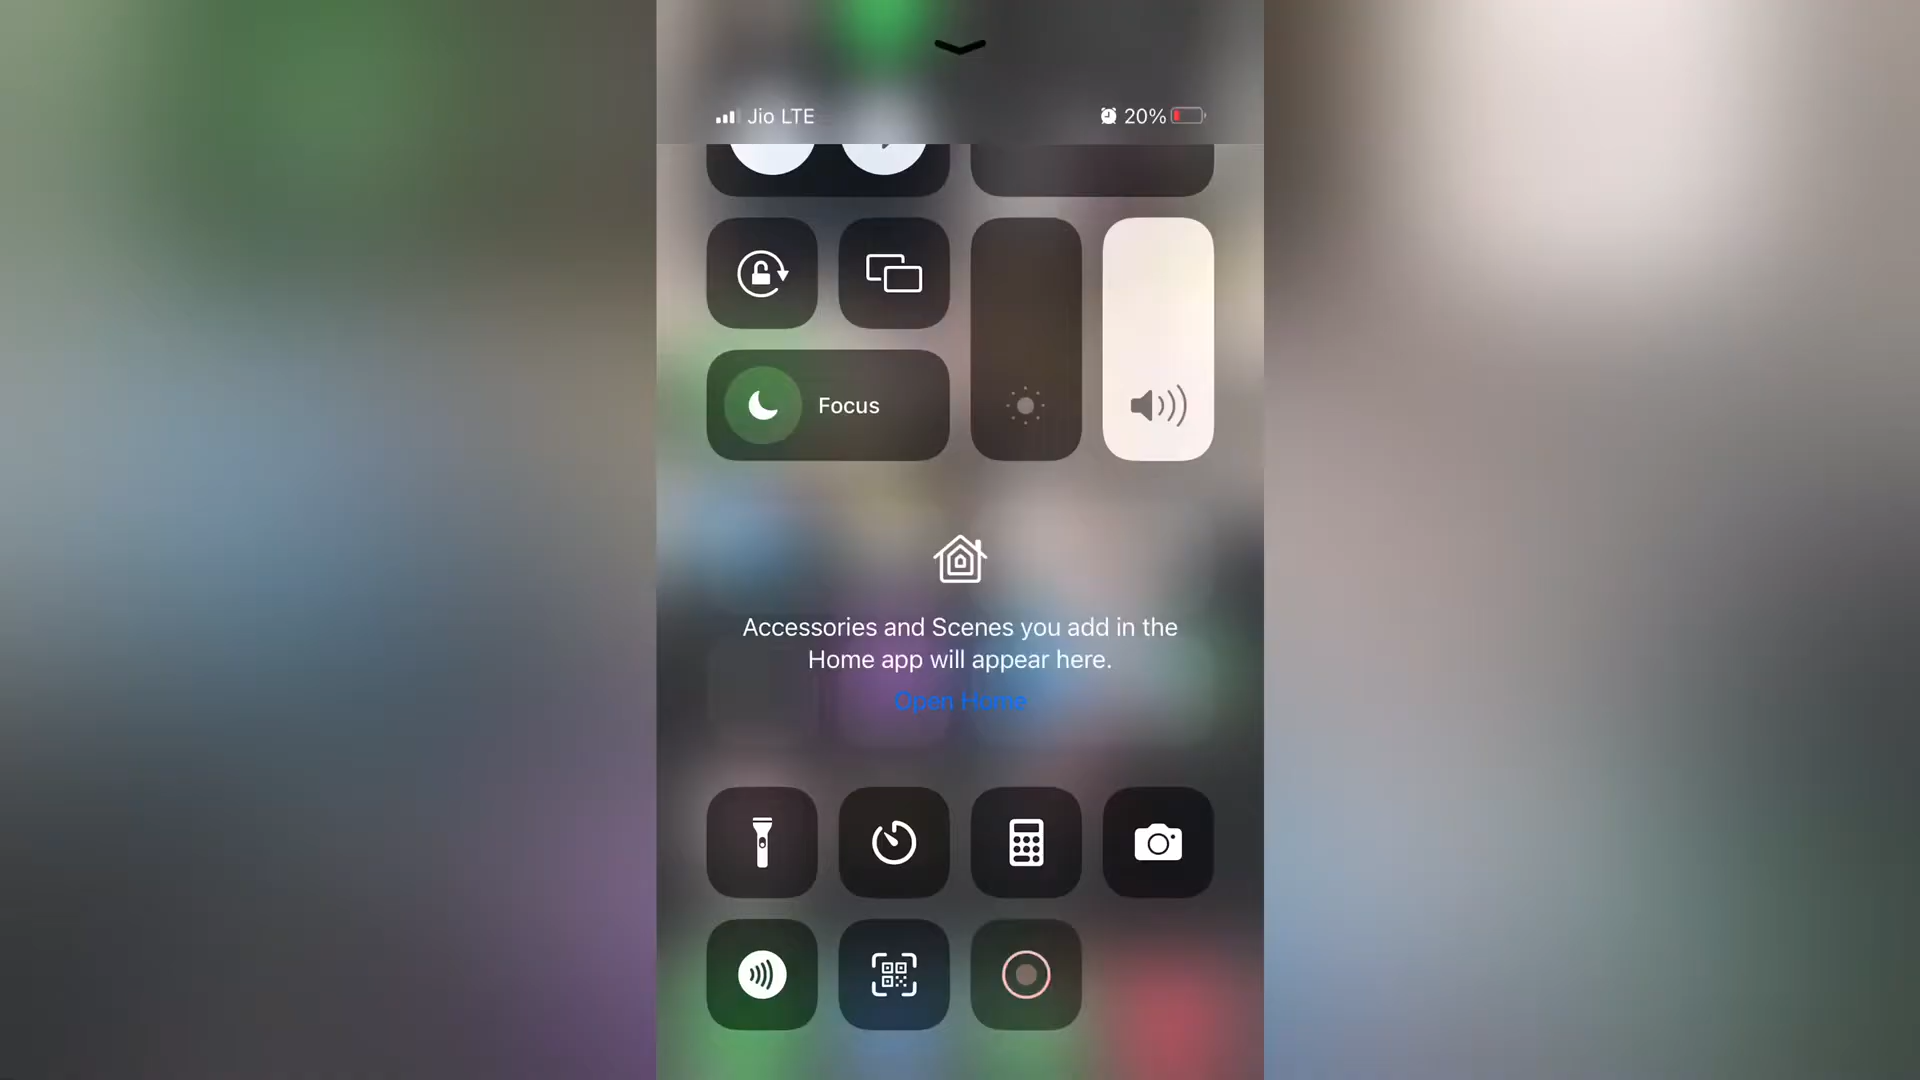 Jio LTE
20%
Focus
Accessories and Scenes you add in the
Home app will appear here.
Open Home